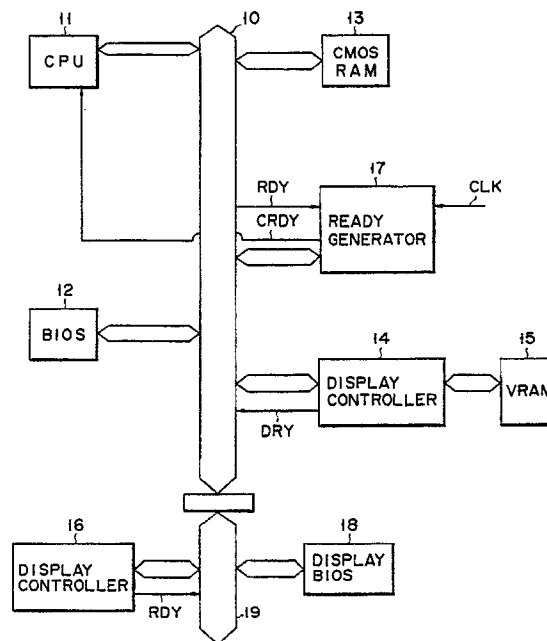 10
11
CPU
13
CMOS
RAM
17
RDY
CRDY
READY
GENERATOR
CLK
12
BIOS
14
DISPLAY
CONTROLLER
DRY
15
VRAM
16
DISPLAY
CONTROLLER
RDY
18
DISPLAY
BIOS
19